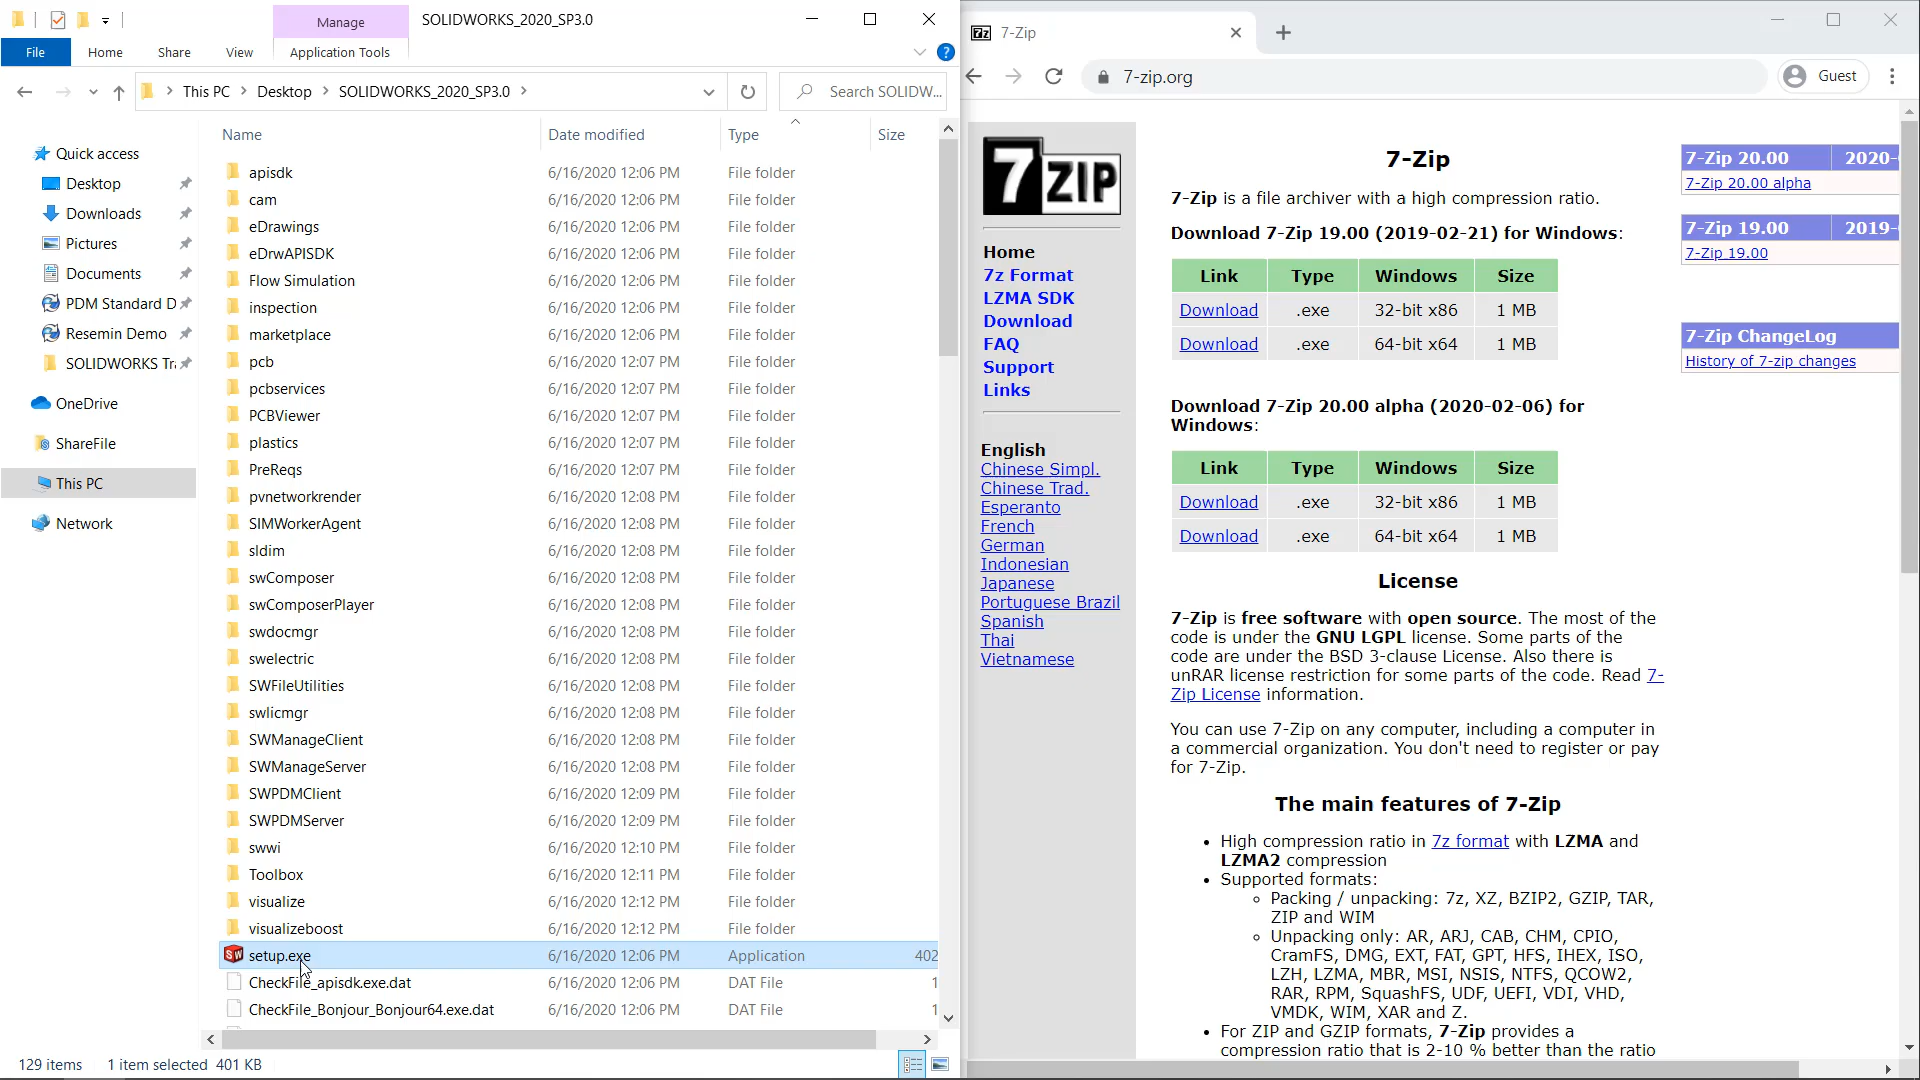 Manage
SOLIDWORKS_2020_SP3.0
File
Home
Share
View
Application Tools
?
This PC
Desktop
SOLIDWORKS_2020_SP3.0
Search SOLIDW...
Name
Date modified
Type
Size
Quick access
Desktop
Downloads
Pictures
Documents
PDM Standard D
Resemin Demo
SOLIDWORKS Tr
OneDrive
ShareFile
This PC
Network
apisdk 6/16/2020 12:06 PM File folder
cam 6/16/2020 12:06 PM File folder
eDrawings 6/16/2020 12:06 PM File folder
eDrwAPISDK 6/16/2020 12:06 PM File folder
Flow Simulation 6/16/2020 12:06 PM File folder
inspection 6/16/2020 12:06 PM File folder
marketplace 6/16/2020 12:06 PM File folder
pcb 6/16/2020 12:07 PM File folder
pcbservices 6/16/2020 12:07 PM File folder
PCBViewer 6/16/2020 12:07 PM File folder
plastics 6/16/2020 12:07 PM File folder
PreReqs 6/16/2020 12:07 PM File folder
pvnetworkrender 6/16/2020 12:08 PM File folder
SIMWorkerAgent 6/16/2020 12:08 PM File folder
sldim 6/16/2020 12:08 PM File folder
swComposer 6/16/2020 12:08 PM File folder
swComposerPlayer 6/16/2020 12:08 PM File folder
swdocmgr 6/16/2020 12:08 PM File folder
swelectric 6/16/2020 12:08 PM File folder
SWFileUtilities 6/16/2020 12:08 PM File folder
swlicmgr 6/16/2020 12:08 PM File folder
SWManageClient 6/16/2020 12:08 PM File folder
SWManageServer 6/16/2020 12:08 PM File folder
SWPDMClient 6/16/2020 12:09 PM File folder
SWPDMServer 6/16/2020 12:09 PM File folder
swwi 6/16/2020 12:10 PM File folder
Toolbox 6/16/2020 12:11 PM File folder
visualize 6/16/2020 12:12 PM File folder
visualizeboost 6/16/2020 12:12 PM File folder
SW setup.exe 6/16/2020 12:06 PM Application 402
CheckFile_apisdk.exe.dat 6/16/2020 12:06 PM DAT File 1
CheckFile_Bonjour_Bonjour64.exe.dat 6/16/2020 12:06 PM DAT File 1
129 items 1 item selected 401 KB
7z 7-Zip
7-zip.org
Guest
7 ZIP
Home
7z Format
LZMA SDK
Download
FAQ
Support
Links
English
Chinese Simpl.
Chinese Trad.
Esperanto
French
German
Indonesian
Japanese
Portuguese Brazil
Spanish
Thai
Vietnamese
7-Zip
7-Zip is a file archiver with a high compression ratio.
Download 7-Zip 19.00 (2019-02-21) for Windows:
Link Type Windows Size
Download .exe 32-bit x86 1 MB
Download .exe 64-bit x64 1 MB
Download 7-Zip 20.00 alpha (2020-02-06) for
Windows:
Link Type Windows Size
Download .exe 32-bit x86 1 MB
Download .exe 64-bit x64 1 MB
License
7-Zip is free software with open source. The most of the
code is under the GNU LGPL license. Some parts of the
code are under the BSD 3-clause License. Also there is
unRAR license restriction for some parts of the code. Read 7-
Zip License information.
You can use 7-Zip on any computer, including a computer in
a commercial organization. You don't need to register or pay
for 7-Zip.
The main features of 7-Zip
• High compression ratio in 7z format with LZMA and
LZMA2 compression
• Supported formats:
◦ Packing / unpacking: 7z, XZ, BZIP2, GZIP, TAR,
ZIP and WIM
◦ Unpacking only: AR, ARJ, CAB, CHM, CPIO,
CramFS, DMG, EXT, FAT, GPT, HFS, IHEX, ISO,
LZH, LZMA, MBR, MSI, NSIS, NTFS, QCOW2,
RAR, RPM, SquashFS, UDF, UEFI, VDI, VHD,
VMDK, WIM, XAR and Z.
• For ZIP and GZIP formats, 7-Zip provides a
compression ratio that is 2-10 % better than the ratio
7-Zip 20.00 2020-
7-Zip 20.00 alpha
7-Zip 19.00 2019-
7-Zip 19.00
7-Zip ChangeLog
History of 7-zip changes